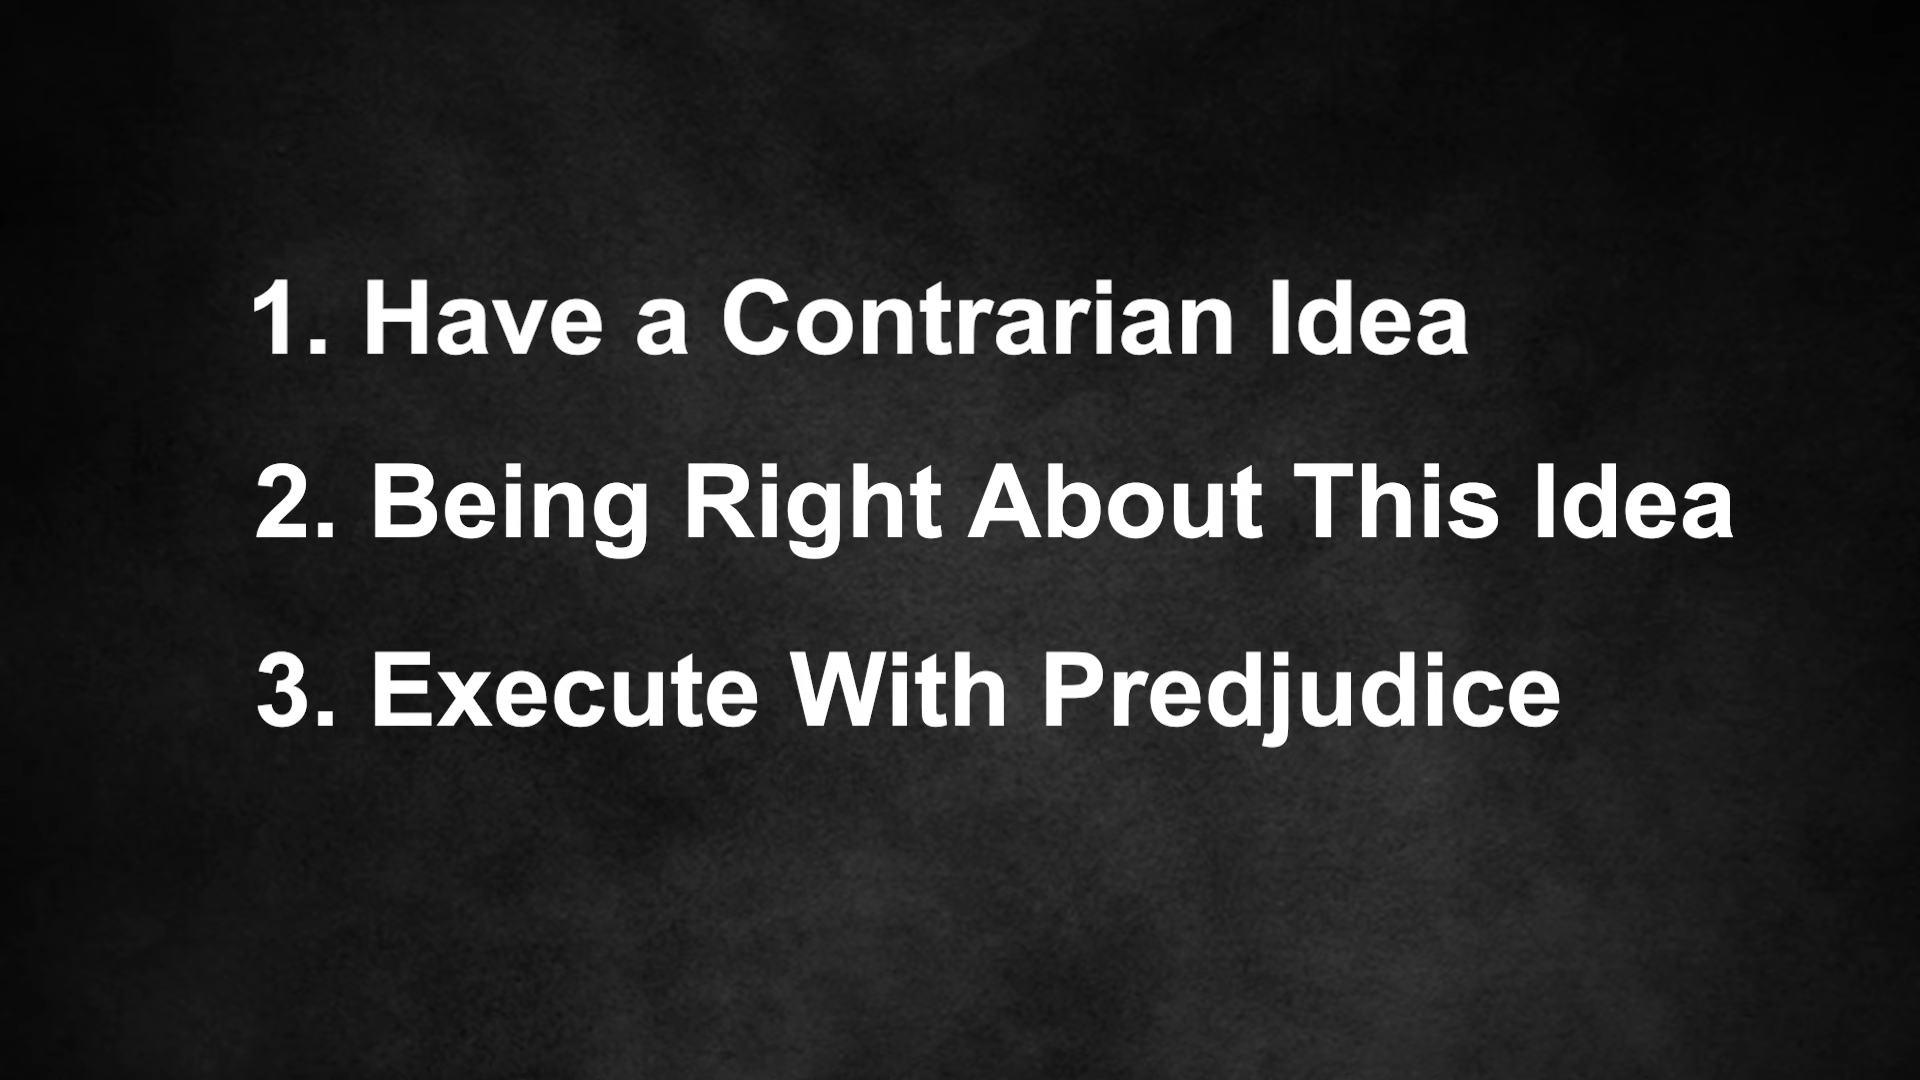 1. Have a Contrarian Idea
2. Being Right About This Idea
3. Execute With Predjudice